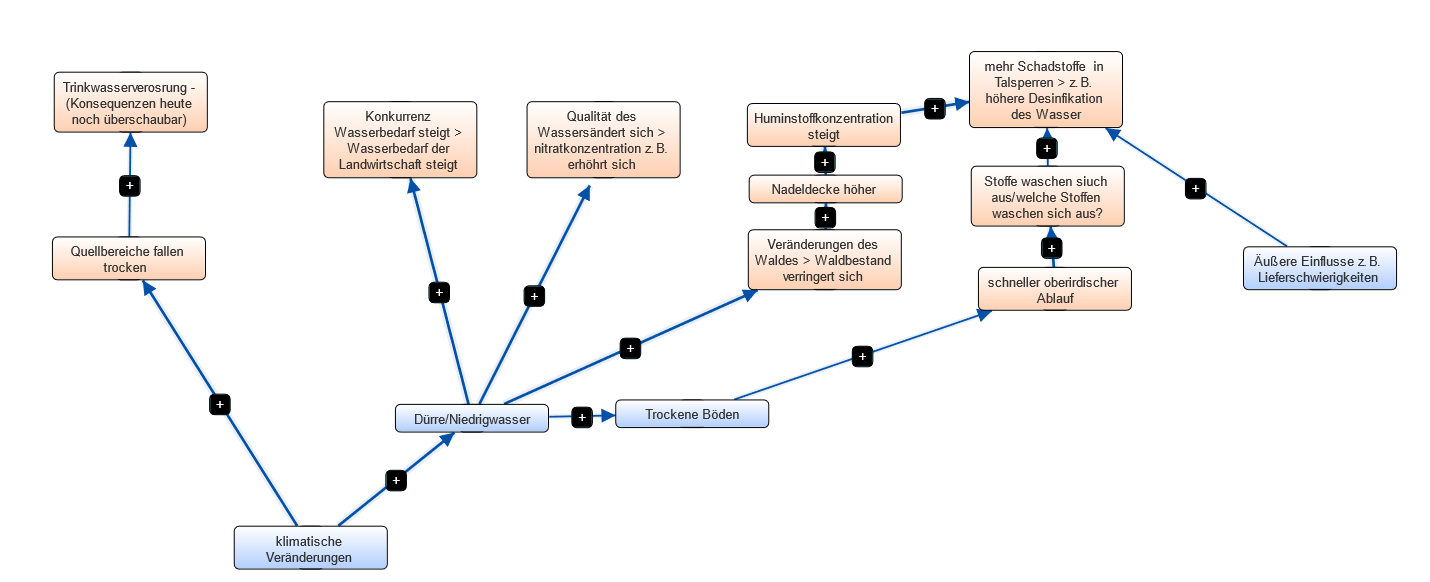 Trinkwasserverosrung -
(Konsequenzen heute
noch überschaubar)
+
Quellbereiche fallen
trocken
+
klimatische
Veränderungen
+
Dürre/Niedrigwasser
+
Konkurrenz
Wasserbedarf steigt >
Wasserbedarf der
Landwirtschaft steigt
+
Qualität des
Wassersändert sich >
nitratkonzentration z. B.
erhöhrt sich
+
Veränderungen des
Waldes > Waldbestand
verringert sich
+
Nadeldecke höher
+
Huminstoffkonzentration
steigt
+
mehr Schadstoffe in
Talsperren > z. B.
höhere Desinfikation
des Wasser
+
Trockene Böden
+
schneller oberirdischer
Ablauf
+
Stoffe waschen siuch
aus/welche Stoffen
waschen sich aus?
+
+
Äußere Einflusse z. B.
Lieferschwierigkeiten